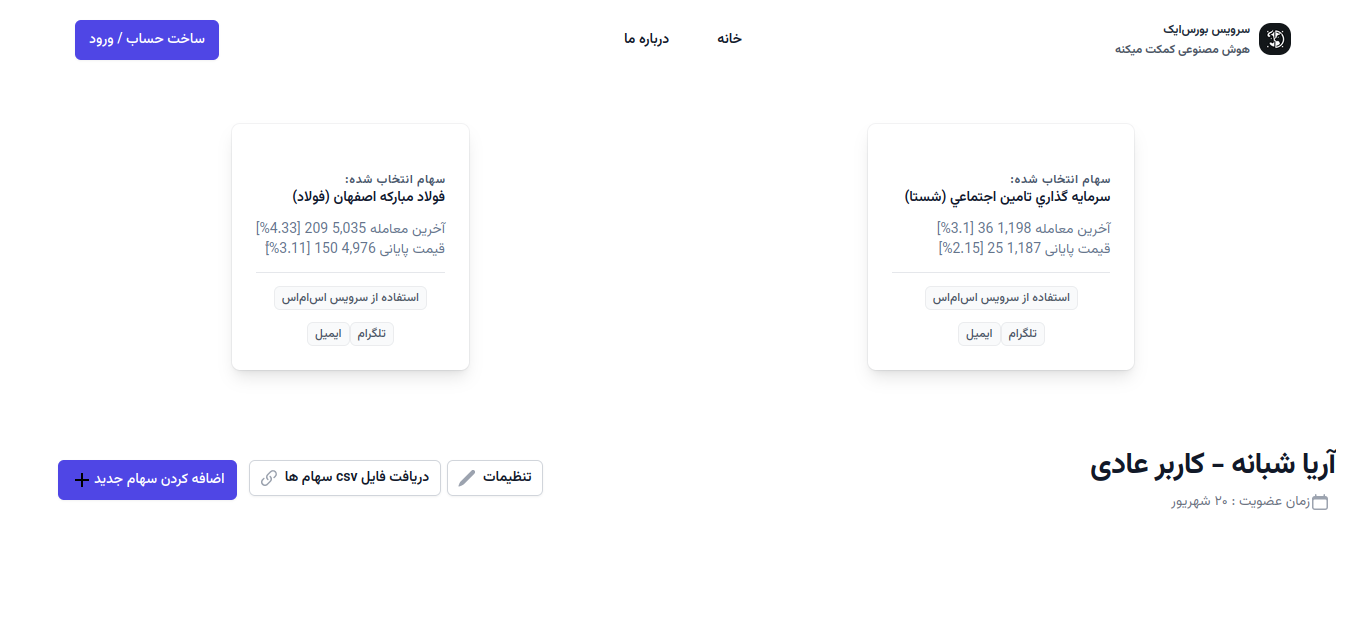 سرویس بورس‌ایک
هوش مصنوعی کمکت میکنه
خانه
درباره ما
ساخت حساب / ورود
سهام انتخاب شده:
سرمایه گذاري تامین اجتماعي (شستا)
آخرین معامله 1,198 36 [3.1%]
قیمت پایانی 1,187 25 [2.15%]
استفاده از سرویس اس‌ام‌اس
تلگرام
ایمیل
سهام انتخاب شده:
فولاد مبارکه اصفهان (فولاد)
آخرین معامله 5,035 209 [4.33%]
قیمت پایانی 4,976 150 [3.11%]
استفاده از سرویس اس‌ام‌اس
تلگرام
ایمیل
آریا شبانه - کاربر عادی
زمان عضویت : ۲۰ شهریور
تنظیمات
دریافت فایل csv سهام ها
اضافه کردن سهام جدید